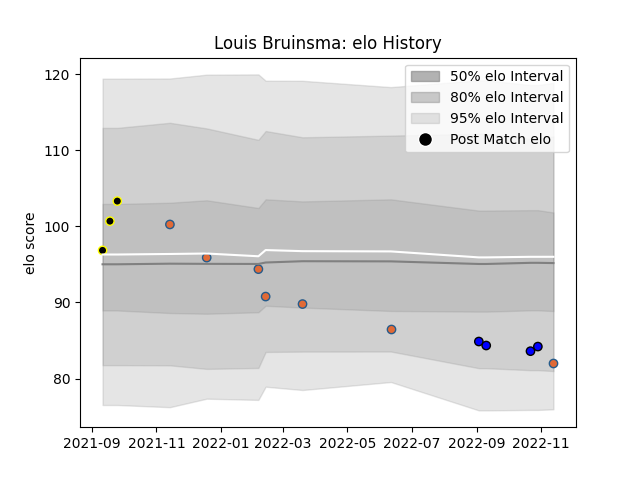 Louis Bruinsma: elo History
50% elo Interval
80% elo Interval
95% elo Interval
Post Match elo
elo score
120
110
100
90
80
2021-09 2021-11 2022-01 2022-03 2022-05 2022-07 2022-09 2022-11